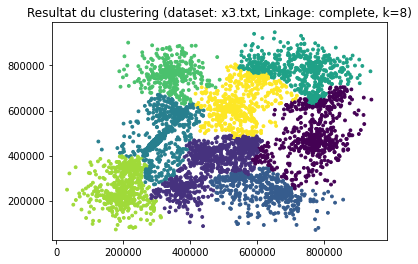 Resultat du clustering (dataset: x3.txt, Linkage: complete, k=8)
800000
600000
400000
200000
0 200000 400000 600000 800000